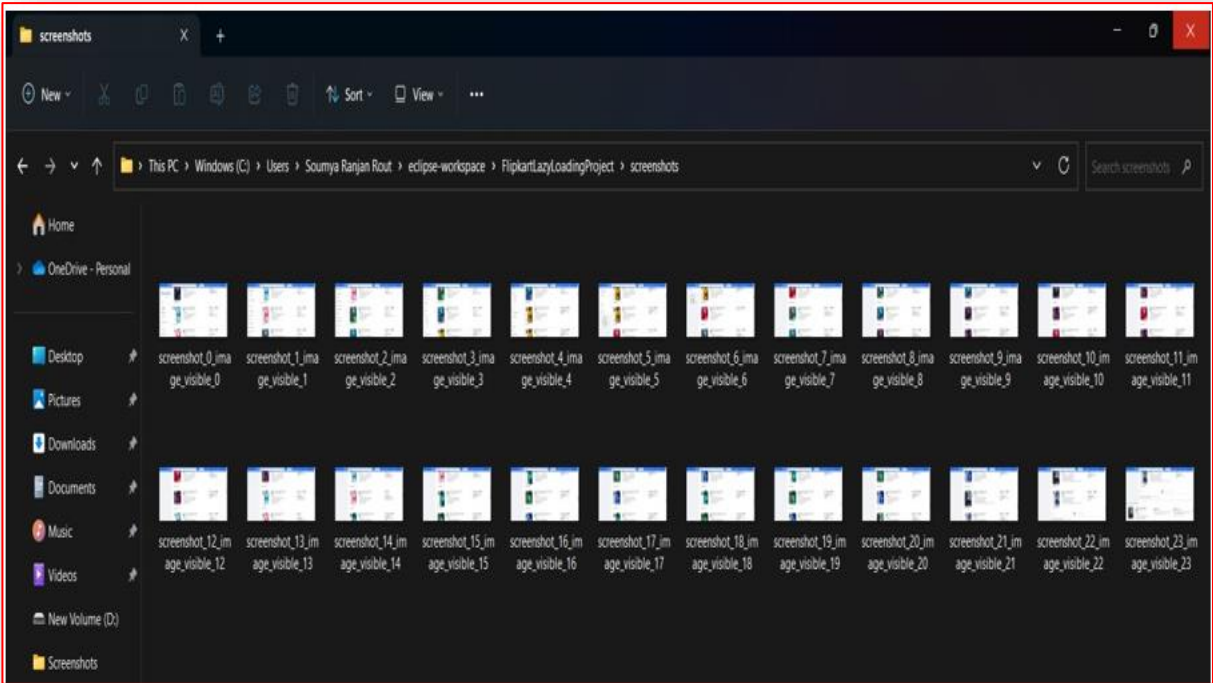 screenshots
New Sort View
This PC > Windows (C:) > Users > Soumya Ranjan Rout > eclipse-workspace > FlipkartLazyLoadingProject > screenshots
Search screenshots
Home
OneDrive - Personal
screenshot_0_ima screenshot_1_ima screenshot_2_ima screenshot_3_ima screenshot_4_ima screenshot_5_ima screenshot_6_ima screenshot_7_ima screenshot_8_ima screenshot_9_ima screenshot_10_im screenshot_11_im
ge_visible_0 ge_visible_1 ge_visible_2 ge_visible_3 ge_visible_4 ge_visible_5 ge_visible_6 ge_visible_7 ge_visible_8 ge_visible_9 age_visible_10 age_visible_11
Desktop
Pictures
Downloads
Documents
Music
Videos
New Volume (D:)
Screenshots
screenshot_12_im screenshot_13_im screenshot_14_im screenshot_15_im screenshot_16_im screenshot_17_im screenshot_18_im screenshot_19_im screenshot_20_im screenshot_21_im screenshot_22_im screenshot_23_im
age_visible_12 age_visible_13 age_visible_14 age_visible_15 age_visible_16 age_visible_17 age_visible_18 age_visible_19 age_visible_20 age_visible_21 age_visible_22 age_visible_23